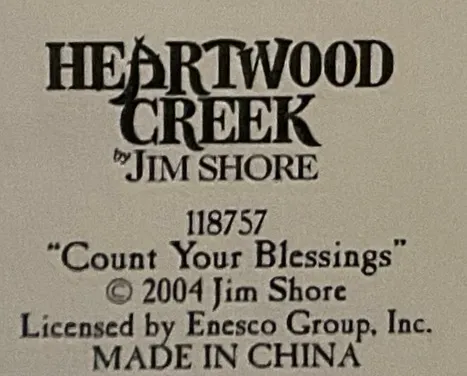 HEARTWOOD
CREEK
by JIM SHORE
118757
"Count Your Blessings"
© 2004 Jim Shore
Licensed by Enesco Group, Inc.
MADE IN CHINA